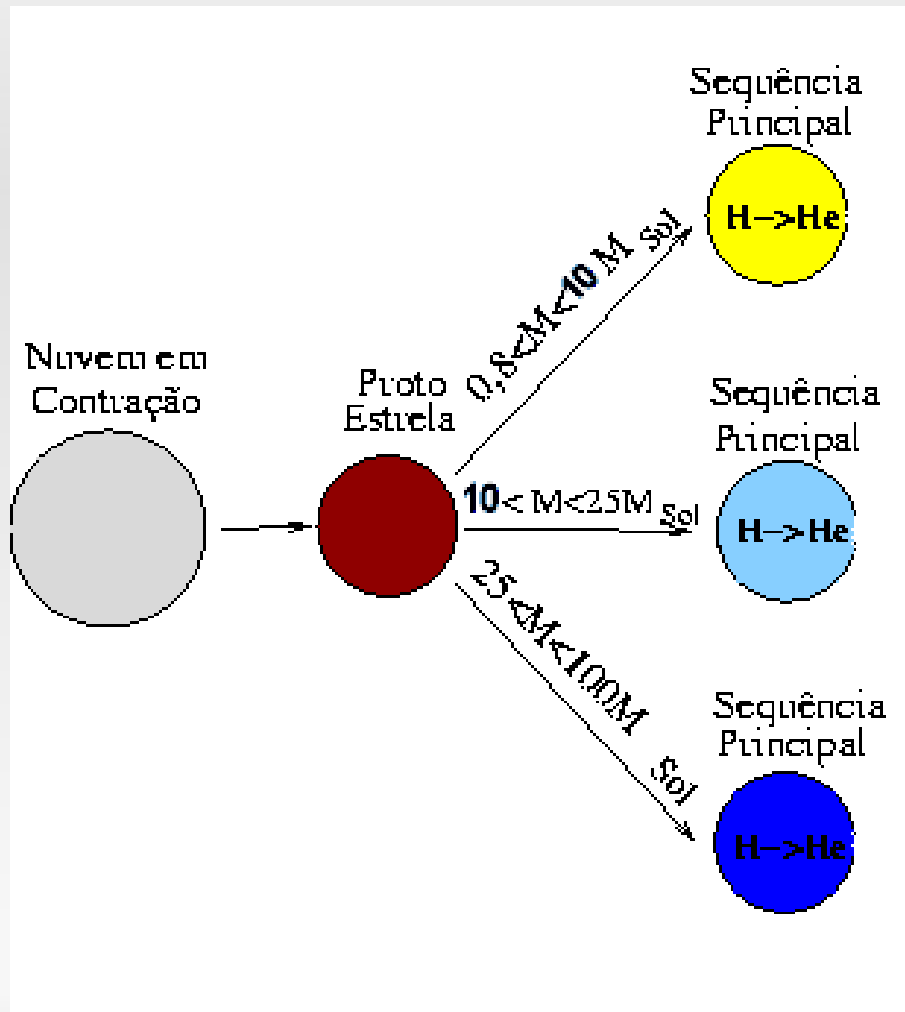 Nuvem em
Contração
Proto
Estrela
0,8<M<10 M Sol
Sequência
Principal
H->He
10< M<25M Sol
Sequência
Principal
H->He
25<M<100M Sol
Sequência
Principal
H->He